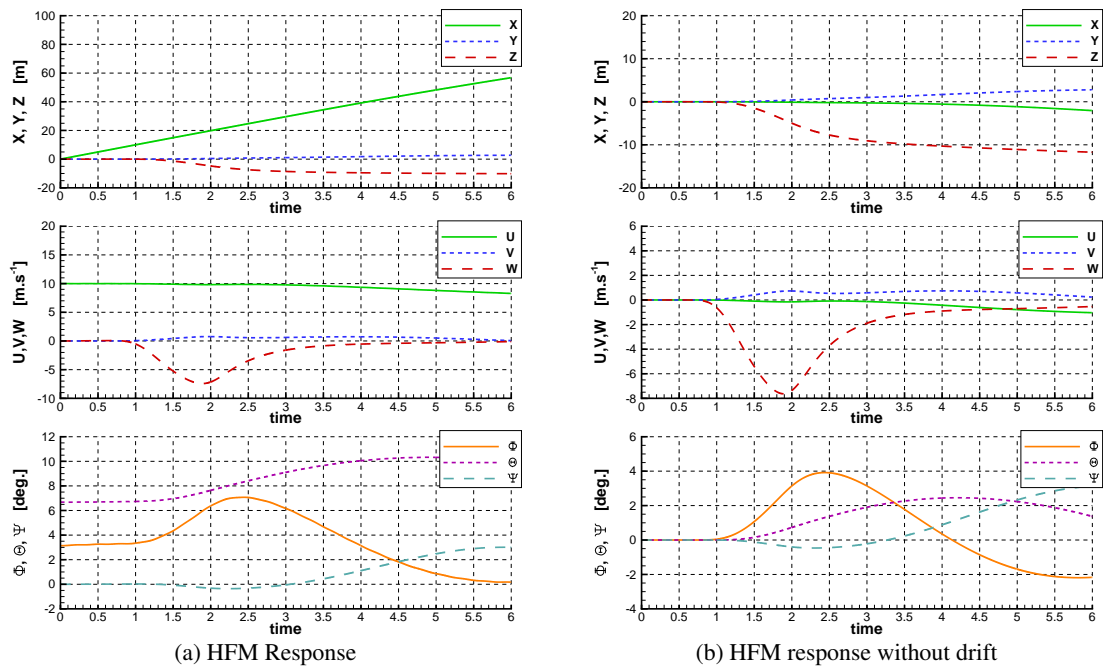 100
80
60
40
20
0
-20
X, Y, Z [m]
X
Y
Z
0 0.5 1 1.5 2 2.5 3 3.5 4 4.5 5 5.5 6
time
20
15
10
5
0
-5
-10
U,V,W [m.s-1]
U
V
W
0 0.5 1 1.5 2 2.5 3 3.5 4 4.5 5 5.5 6
time
12
10
8
6
4
2
0
-2
Φ, Θ, Ψ [deg.]
Φ
Θ
Ψ
0 0.5 1 1.5 2 2.5 3 3.5 4 4.5 5 5.5 6
time
(a) HFM Response
20
10
0
-10
20
X, Y, Z [m]
X
Y
Z
0 0.5 1 1.5 2 2.5 3 3.5 4 4.5 5 5.5 6
time
6
4
2
0
-2
-4
-6
-8
U,V,W [m.s-1]
U
V
W
0 0.5 1 1.5 2 2.5 3 3.5 4 4.5 5 5.5 6
time
6
4
2
0
-2
-4
Φ, Θ, Ψ [deg.]
Φ
Θ
Ψ
0 0.5 1 1.5 2 2.5 3 3.5 4 4.5 5 5.5 6
time
(b) HFM response without drift